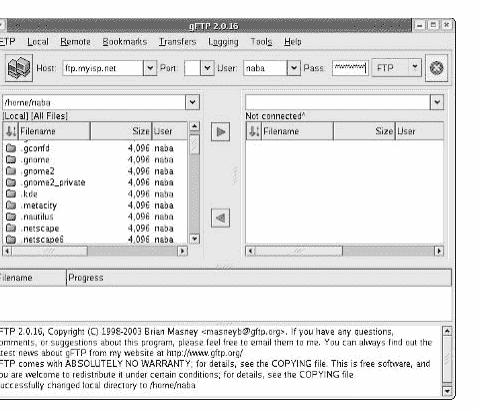 gFTP 2.0.16
FTP Local Remote Bookmarks Transfers Logging Tools Help
Host: ftp.myisp.net Port: User: naba Pass: ******** FTP
/home/naba
[Local] [All Files] Not connected*
Filename Size User Filename Size User
.gconfd 4,096 naba
.gnome 4,096 naba
.gnome2 4,096 naba
.gnome2_private 4,096 naba
.kde 4,096 naba
.metacity 4,096 naba
.nautilus 4,096 naba
.netscape 4,096 naba
.netscape6 4,096 naba
ilename Progress
FTP 2.0.16, Copyright (C) 1998-2003 Brian Masney <masneyb@gftp.org>. If you have any questions,
omments, or suggestions about this program, please feel free to email them to me. You can always find out the
test news about gFTP from my website at http://www.gftp.org/
FTP comes with ABSOLUTELY NO WARRANTY; for details, see the COPYING file. This is free software, and
ou are welcome to redistribute it under certain conditions; for details, see the COPYING file
uccessfully changed local directory to /home/naba